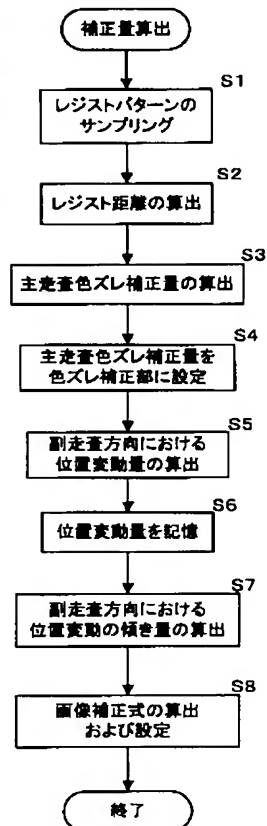 補正量算出
S1
レジストパターンの
サンプリング
S2
レジスト距離の算出
S3
主走査色ズレ補正量の算出
S4
主走査色ズレ補正量を
色ズレ補正部に設定
S5
副走査方向における
位置変動量の算出
S6
位置変動量を記憶
S7
副走査方向における
位置変動の傾き量の算出
S8
画像補正式の算出
および設定
終了